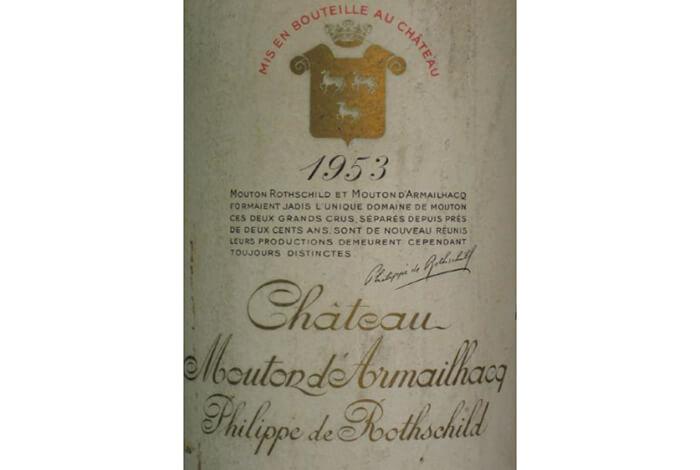 MIS EN BOUTEILLE AU CHÂTEAU
1953
MOUTON ROTHSCHILD ET MOUTON D'ARMAILHACQ
FORMAIENT JADIS L'UNIQUE DOMAINE DE MOUTON
CES DEUX GRANDS CRUS, SÉPARÉS DEPUIS PRÈS
DE DEUX CENTS ANS, SONT DE NOUVEAU RÉUNIS
LEURS PRODUCTIONS DEMEURENT CEPENDANT
TOUJOURS DISTINCTES.
Philippe de Rothschild
Château
Mouton d'Armailhacq
Philippe de Rothschild